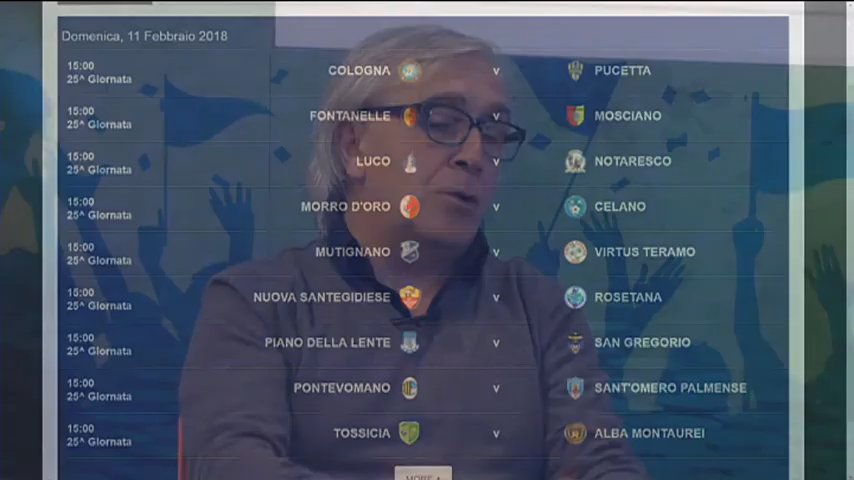 Domenica, 11 Febbraio 2018
15:00
25^ Giornata
COLOGNA v PUCETTA
15:00
25^ Giornata
FONTANELLE v MOSCIANO
15:00
25^ Giornata
LUCO v NOTARESCO
15:00
25^ Giornata
MORRO D'ORO v CELANO
15:00
25^ Giornata
MUTIGNANO v VIRTUS TERAMO
15:00
25^ Giornata
NUOVA SANTEGIDIESE v ROSETANA
15:00
25^ Giornata
PIANO DELLA LENTE v SAN GREGORIO
15:00
25^ Giornata
PONTEVOMANO v SANT'OMERO PALMENSE
15:00
25^ Giornata
TOSSICIA v ALBA MONTAUREI
MORE +